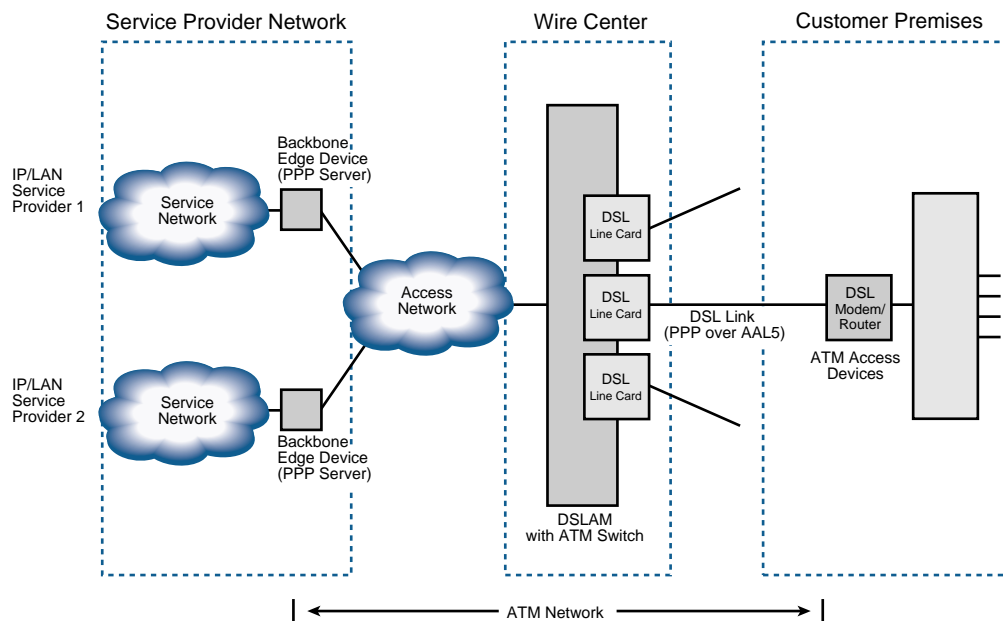 Service Provider Network
Wire Center
Customer Premises
IP/LAN
Service
Provider 1
Service
Network
Backbone
Edge Device
(PPP Server)
Access
Network
DSL
Line Card
DSL
Line Card
DSL
Line Card
DSL Link
(PPP over AAL5)
DSL
Modem/
Router
ATM Access
Devices
IP/LAN
Service
Provider 2
Service
Network
Backbone
Edge Device
(PPP Server)
DSLAM
with ATM Switch
ATM Network